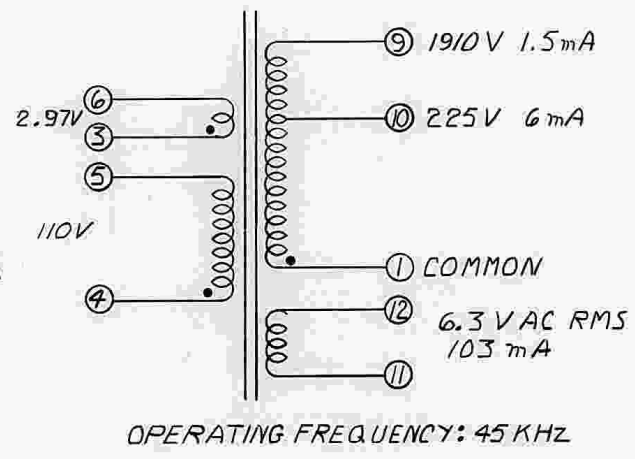 9 1910V 1.5mA
6
2.97V
10 225V 6mA
3
5
110V
1 COMMON
4
12
6.3 V AC RMS
103 mA
11
OPERATING FREQUENCY: 45 KHz